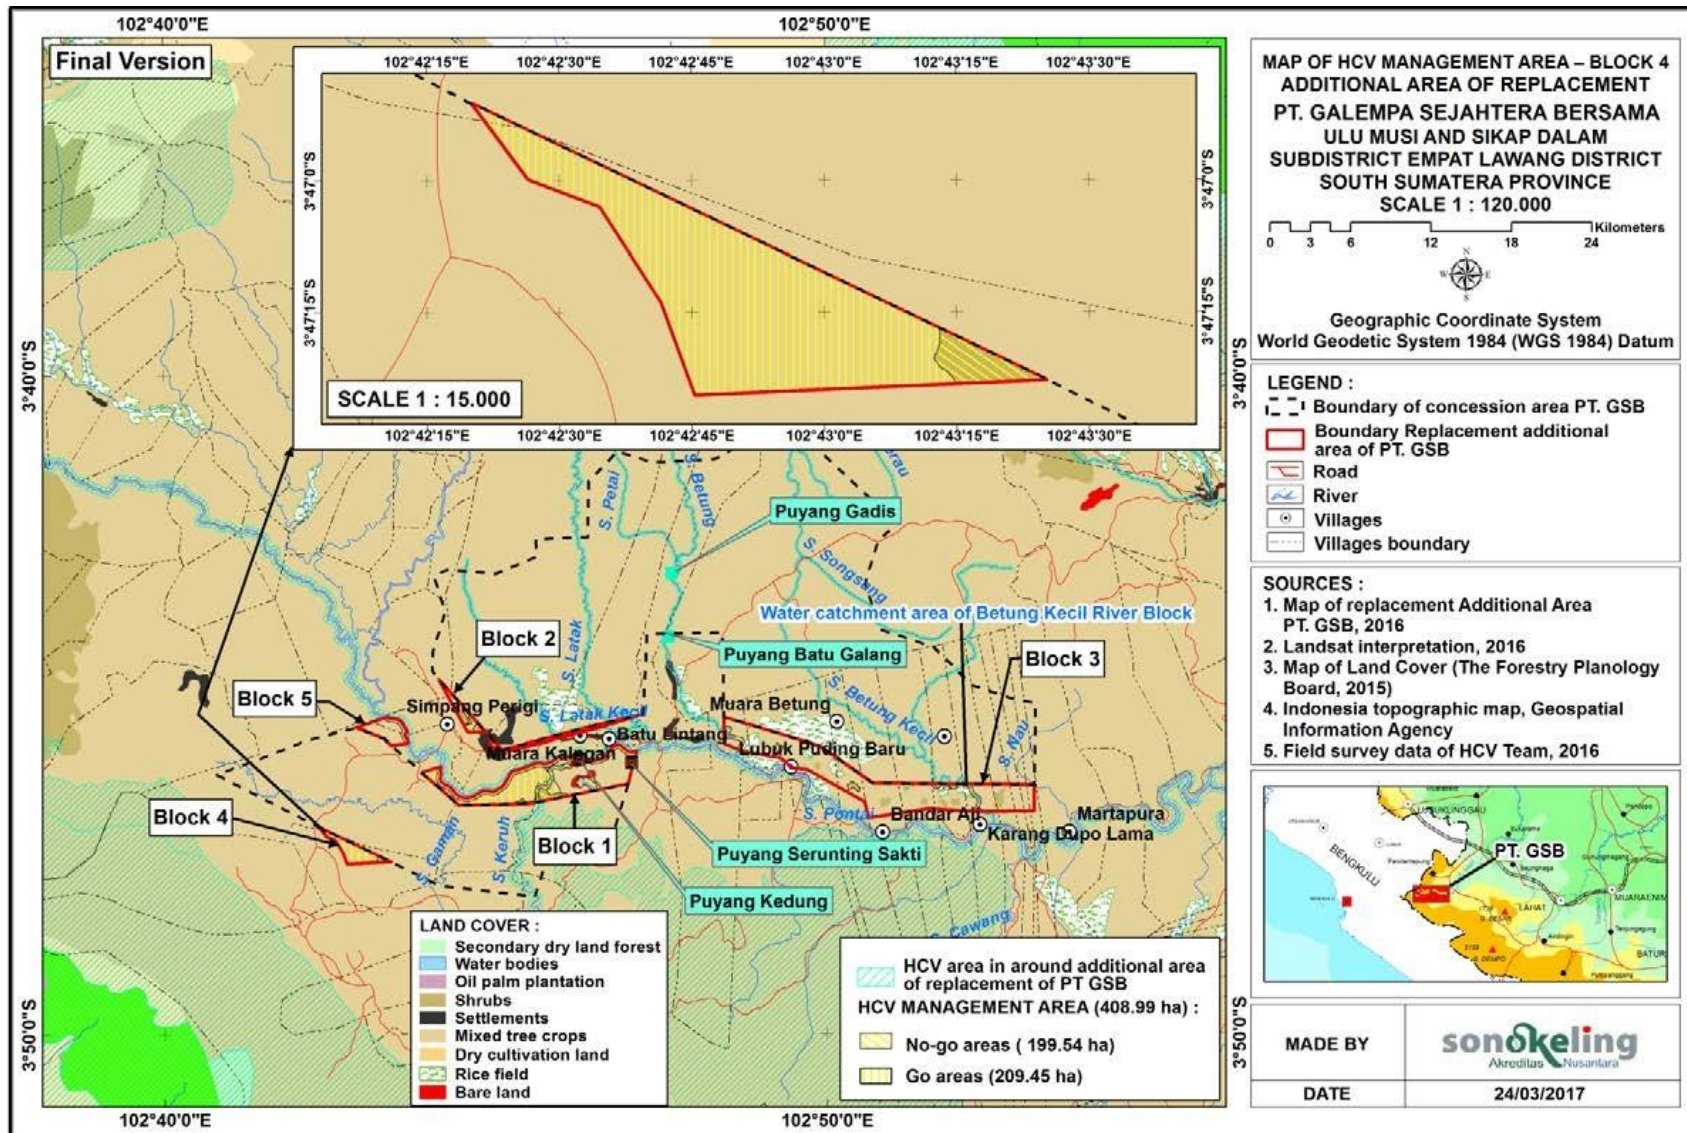 102°40'0"E
102°50'0"E
Final Version
102°42'15"E
102°42'30"E
102°42'45"E
102°43'0"E
102°43'15"E
102°43'30"E
3°47'0"S
3°47'0"S
3°47'15"S
3°47'15"S
SCALE 1 : 15.000
102°42'15"E
102°42'30"E
102°42'45"E
102°43'0"E
102°43'15"E
102°43'30"E
3°40'0"S
3°40'0"S
S. Petai
S. Betung
Puyang Gadis
S. Songsang
Water catchment area of Betung Kecil River Block
Block 2
S. Latak
Puyang Batu Galang
Block 3
Block 5
Simpang Perigi
S. Latak Kecil
Muara Betung
S. Betung Kecil
S. Nau
Batu Lintang
Muara Kalangan
Lubuk Puding Baru
Block 4
S. Gaman
S. Keruh
Block 1
S. Pontai
Bandar Aji
Martapura
Karang Dupo Lama
Puyang Serunting Sakti
Puyang Kedung
S. Cawang
LAND COVER :
Secondary dry land forest
Water bodies
Oil palm plantation
Shrubs
Settlements
Mixed tree crops
Dry cultivation land
Rice field
Bare land
HCV area in around additional area
of replacement of PT GSB
HCV MANAGEMENT AREA (408.99 ha) :
No-go areas ( 199.54 ha)
Go areas (209.45 ha)
3°50'0"S
3°50'0"S
102°40'0"E
102°50'0"E
MAP OF HCV MANAGEMENT AREA – BLOCK 4
ADDITIONAL AREA OF REPLACEMENT
PT. GALEMPA SEJAHTERA BERSAMA
ULU MUSI AND SIKAP DALAM
SUBDISTRICT EMPAT LAWANG DISTRICT
SOUTH SUMATERA PROVINCE
SCALE 1 : 120.000
Kilometers
0 3 6 12 18 24
N
W E
S
Geographic Coordinate System
World Geodetic System 1984 (WGS 1984) Datum
LEGEND :
Boundary of concession area PT. GSB
Boundary Replacement additional
area of PT. GSB
Road
River
Villages
Villages boundary
SOURCES :
1. Map of replacement Additional Area
PT. GSB, 2016
2. Landsat interpretation, 2016
3. Map of Land Cover (The Forestry Planology
Board, 2015)
4. Indonesia topographic map, Geospatial
Information Agency
5. Field survey data of HCV Team, 2016
BENGKULU
PT. GSB
LAHAT
MUARAENIM
MADE BY
sonokeling
Akreditas Nusantara
DATE
24/03/2017